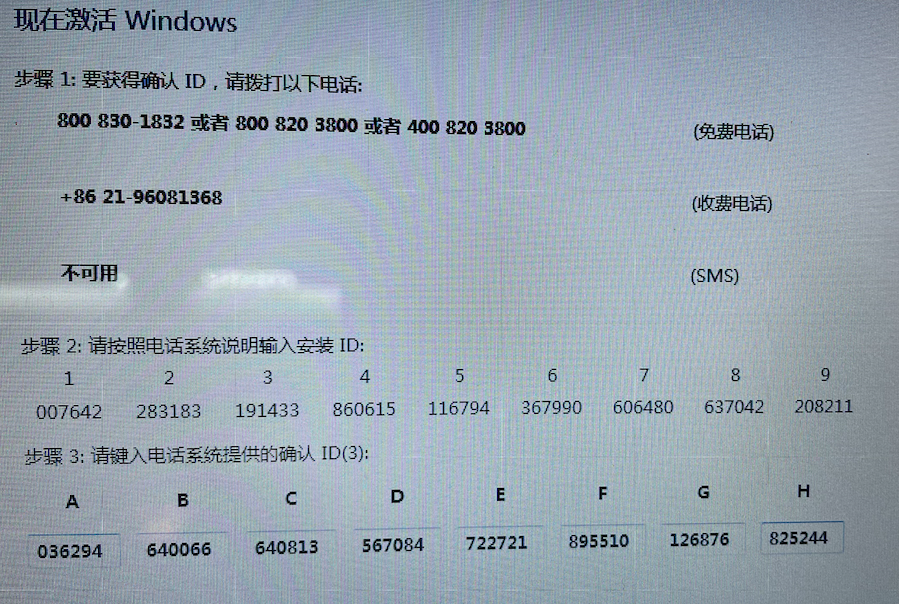 现在激活 Windows
步骤 1: 要获得确认 ID，请拨打以下电话:
800 830-1832 或者 800 820 3800 或者 400 820 3800 (免费电话)
+86 21-96081368 (收费电话)
不可用 (SMS)
步骤 2: 请按照电话系统说明输入安装 ID:
1 2 3 4 5 6 7 8 9
007642 283183 191433 860615 116794 367990 606480 637042 208211
步骤 3: 请键入电话系统提供的确认 ID(3):
A B C D E F G H
036294 640066 640813 567084 722721 895510 126876 825244